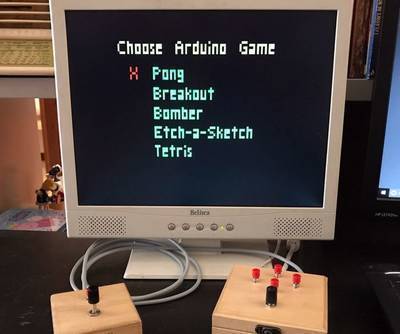 Choose Arduino Game
X Pong
Breakout
Bomber
Etch-a-Sketch
Tetris
Belinea